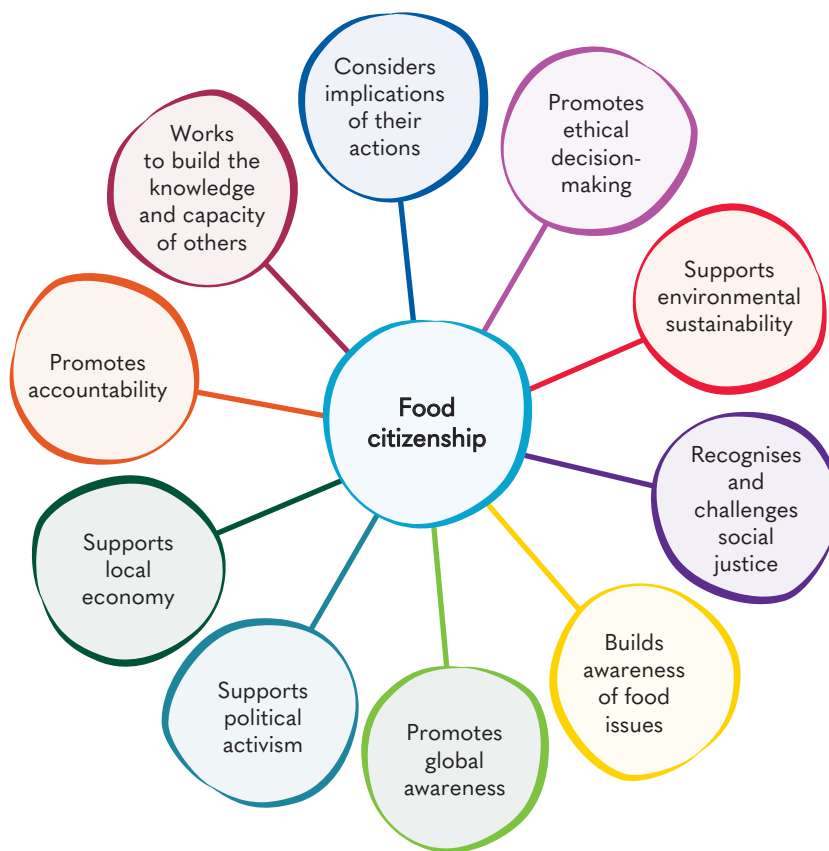 Considers
implications
of their
actions
Promotes
ethical
decision-
making
Supports
environmental
sustainability
Recognises
and
challenges
social
justice
Builds
awareness
of food
issues
Promotes
global
awareness
Supports
political
activism
Supports
local
economy
Promotes
accountability
Works
to build the
knowledge
and capacity
of others
Food
citizenship